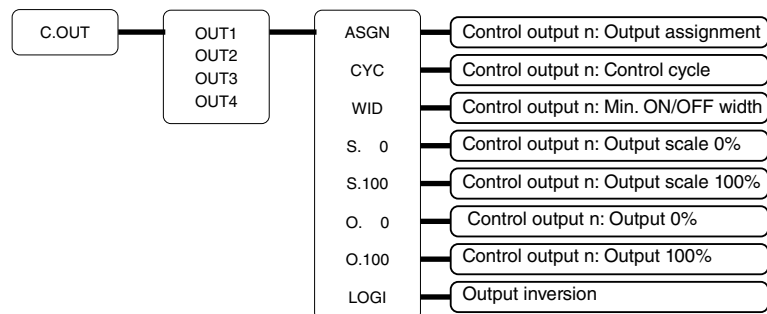 C.OUT
OUT1
OUT2
OUT3
OUT4
ASGN
Control output n: Output assignment
CYC
Control output n: Control cycle
WID
Control output n: Min. ON/OFF width
S. 0
Control output n: Output scale 0%
S.100
Control output n: Output scale 100%
O. 0
Control output n: Output 0%
O.100
Control output n: Output 100%
LOGI
Output inversion